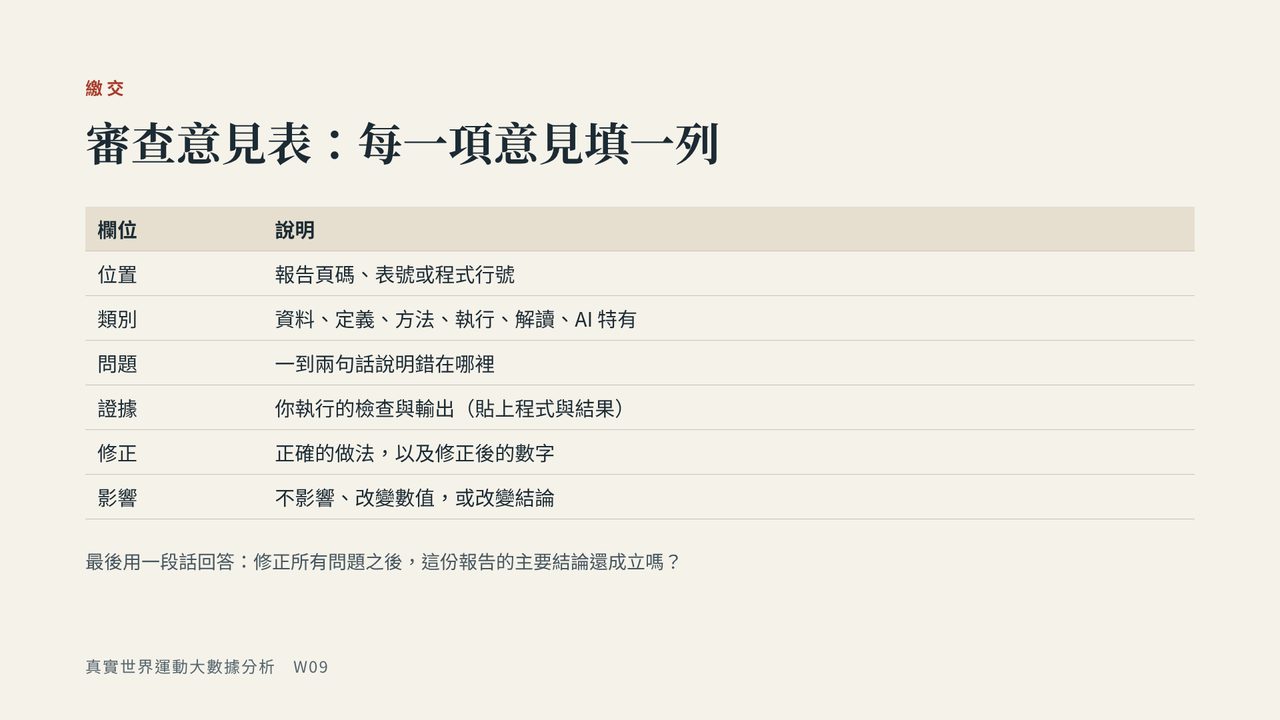 繳交
審查意見表：每一項意見填一列
欄位 說明
位置 報告頁碼、表號或程式行號
類別 資料、定義、方法、執行、解讀、AI 特有
問題 一到兩句話說明錯在哪裡
證據 你執行的檢查與輸出（貼上程式與結果）
修正 正確的做法，以及修正後的數字
影響 不影響、改變數值，或改變結論
最後用一段話回答：修正所有問題之後，這份報告的主要結論還成立嗎？
真實世界運動大數據分析 W09